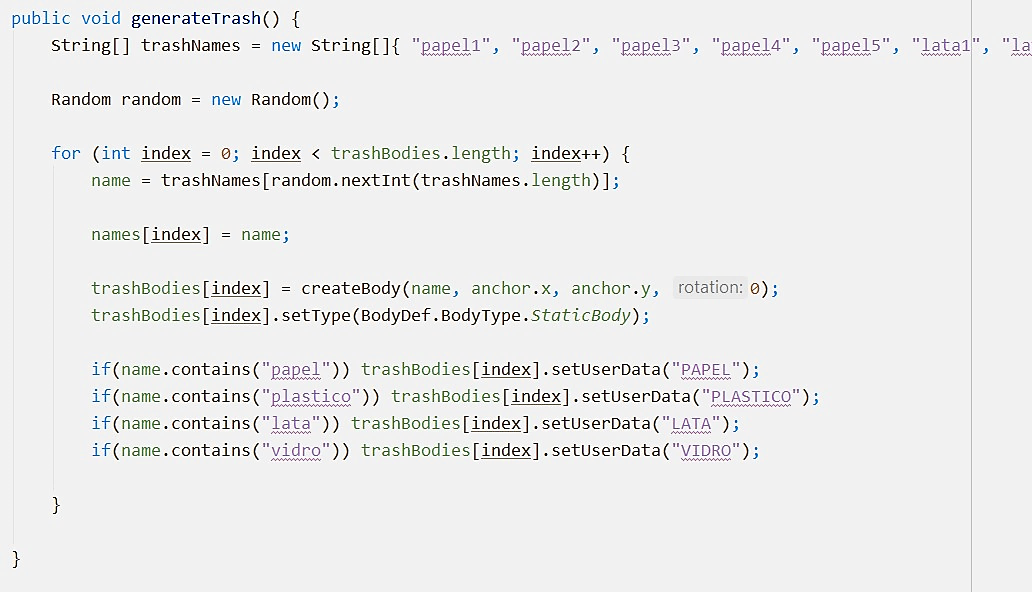 public void generateTrash() {
String[] trashNames = new String[]{ "papel1", "papel2", "papel3", "papel4", "papel5", "lata1", "la
Random random = new Random();
for (int index = 0; index < trashBodies.length; index++) {
name = trashNames[random.nextInt(trashNames.length)];
names[index] = name;
trashBodies[index] = createBody(name, anchor.x, anchor.y, rotation: 0);
trashBodies[index].setType(BodyDef.BodyType.StaticBody);
if(name.contains("papel")) trashBodies[index].setUserData("PAPEL");
if(name.contains("plastico")) trashBodies[index].setUserData("PLASTICO");
if(name.contains("lata")) trashBodies[index].setUserData("LATA");
if(name.contains("vidro")) trashBodies[index].setUserData("VIDRO");
}
}